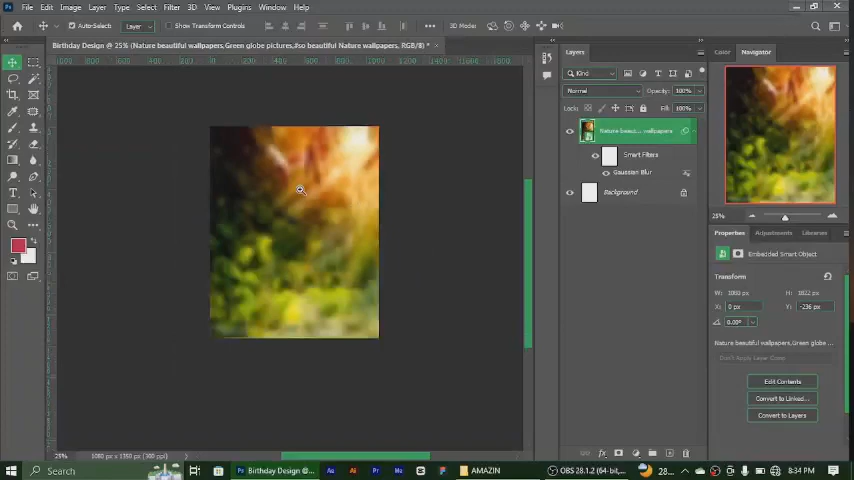 File Edit Image Layer Type Select Filter 3D View Plugins Window Help
Auto-Select: Layer Show Transform Controls 3D Mode:
Birthday Design @ 25% (Nature beautiful wallpapers,Green globe pictures,#so beautiful Nature wallpapers, RGB/8) *
Layers
Kind
Normal Opacity: 100%
Lock: Fill: 100%
Nature beaut... wallpapers
Smart Filters
Gaussian Blur
Background
Color Navigator
25%
Properties Adjustments Libraries
Embedded Smart Object
Transform
W: 1080 px H: 1822 px
X: 0 px Y: -236 px
0.00°
Nature beautiful wallpapers,Green globe ...
Don't Apply Layer Comp
Edit Contents
Convert to Linked...
Convert to Layers
25% 1080 px x 1350 px (300 ppi)
Search
Birthday Design @...
AMAZIN
OBS 28.1.2 (64-bit,...
28...
8:34 PM